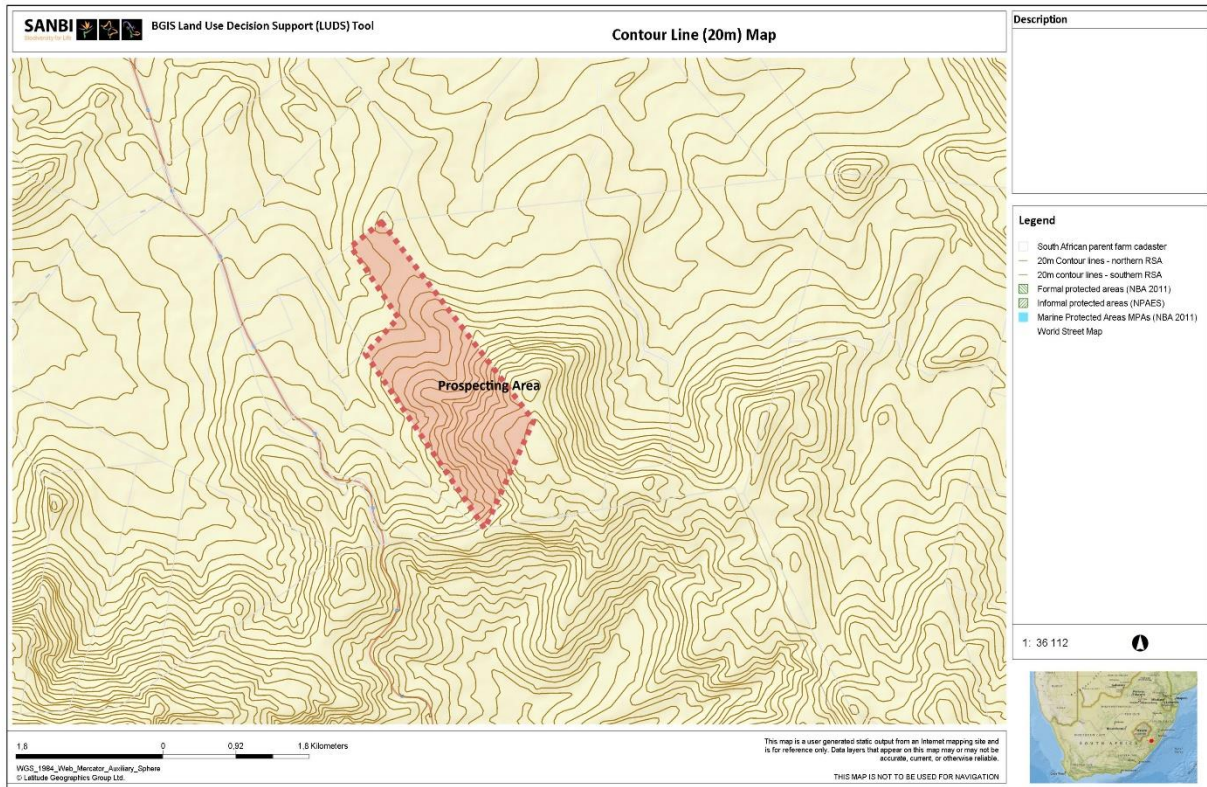 SANBI
Biodiversity for Life
BGIS Land Use Decision Support (LUDS) Tool
Contour Line (20m) Map
Prospecting Area
Description
Legend
South African parent farm cadaster
20m Contour lines - northern RSA
20m contour lines - southern RSA
Formal protected areas (NBA 2011)
Informal protected areas (NPAES)
Marine Protected Areas MPAs (NBA 2011)
World Street Map
1: 36 112
1,8 0 0,92 1,8 Kilometers
WGS_1984_Web_Mercator_Auxiliary_Sphere
© Latitude Geographics Group Ltd.
This map is a user generated static output from an Internet mapping site and
is for reference only. Data layers that appear on this map may or may not be
accurate, current, or otherwise reliable.
THIS MAP IS NOT TO BE USED FOR NAVIGATION
SOUTH AFRICA